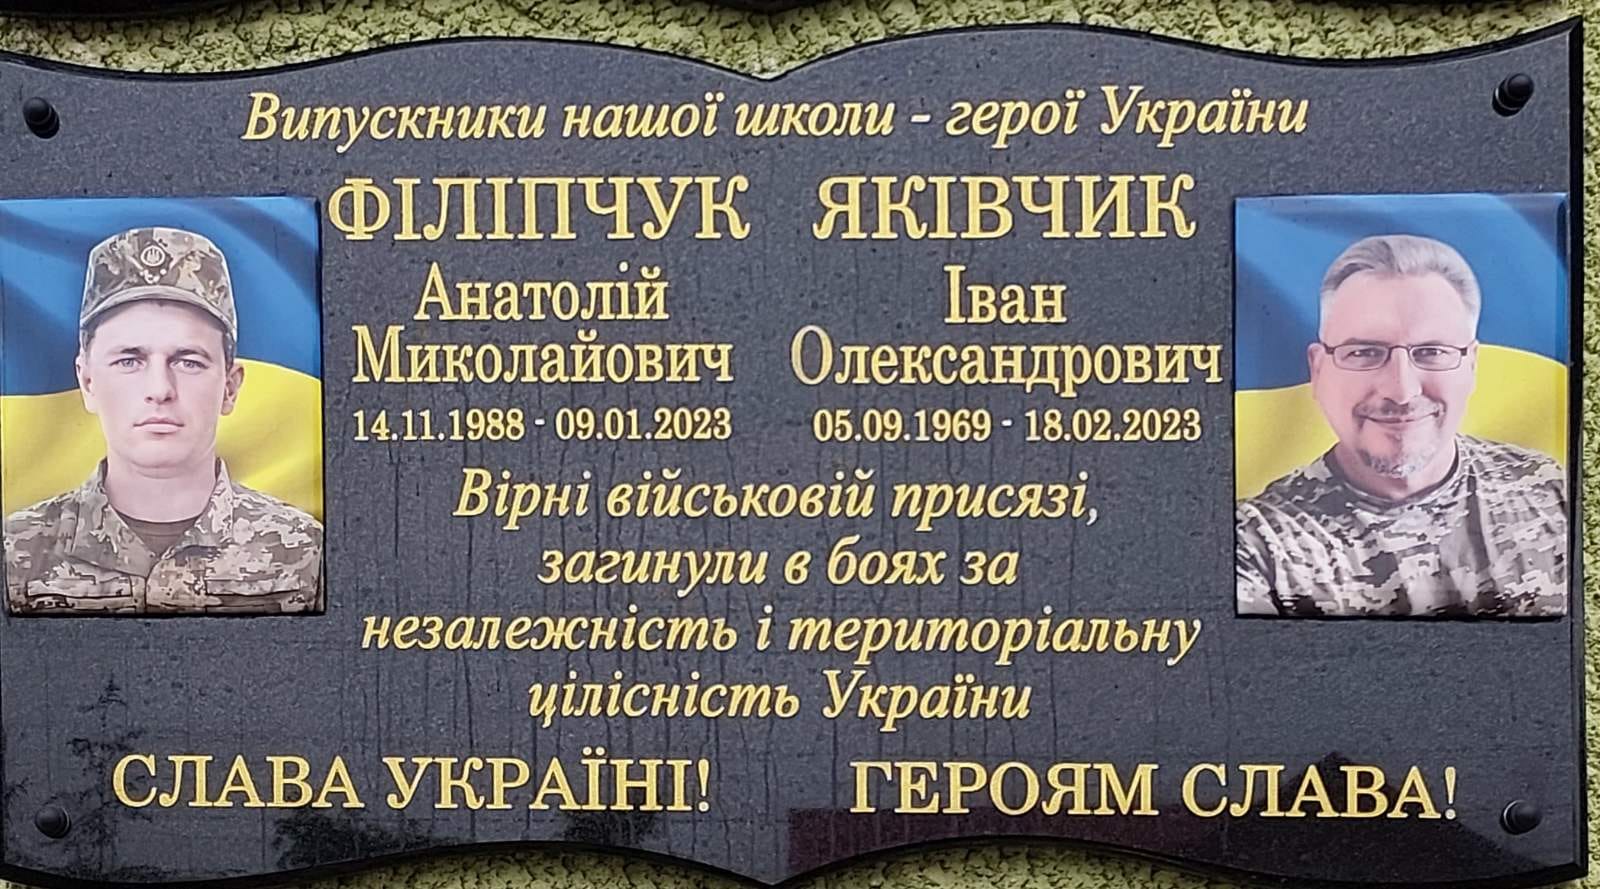 Випускники нашої школи - герої України
ФІЛІПЧУК ЯКІВЧИК
Анатолій Іван
Миколайович Олександрович
14.11.1988 - 09.01.2023 05.09.1969 - 18.02.2023
Вірні військовій присязі,
загинули в боях за
незалежність і територіальну
цілісність України
СЛАВА УКРАЇНІ! ГЕРОЯМ СЛАВА!